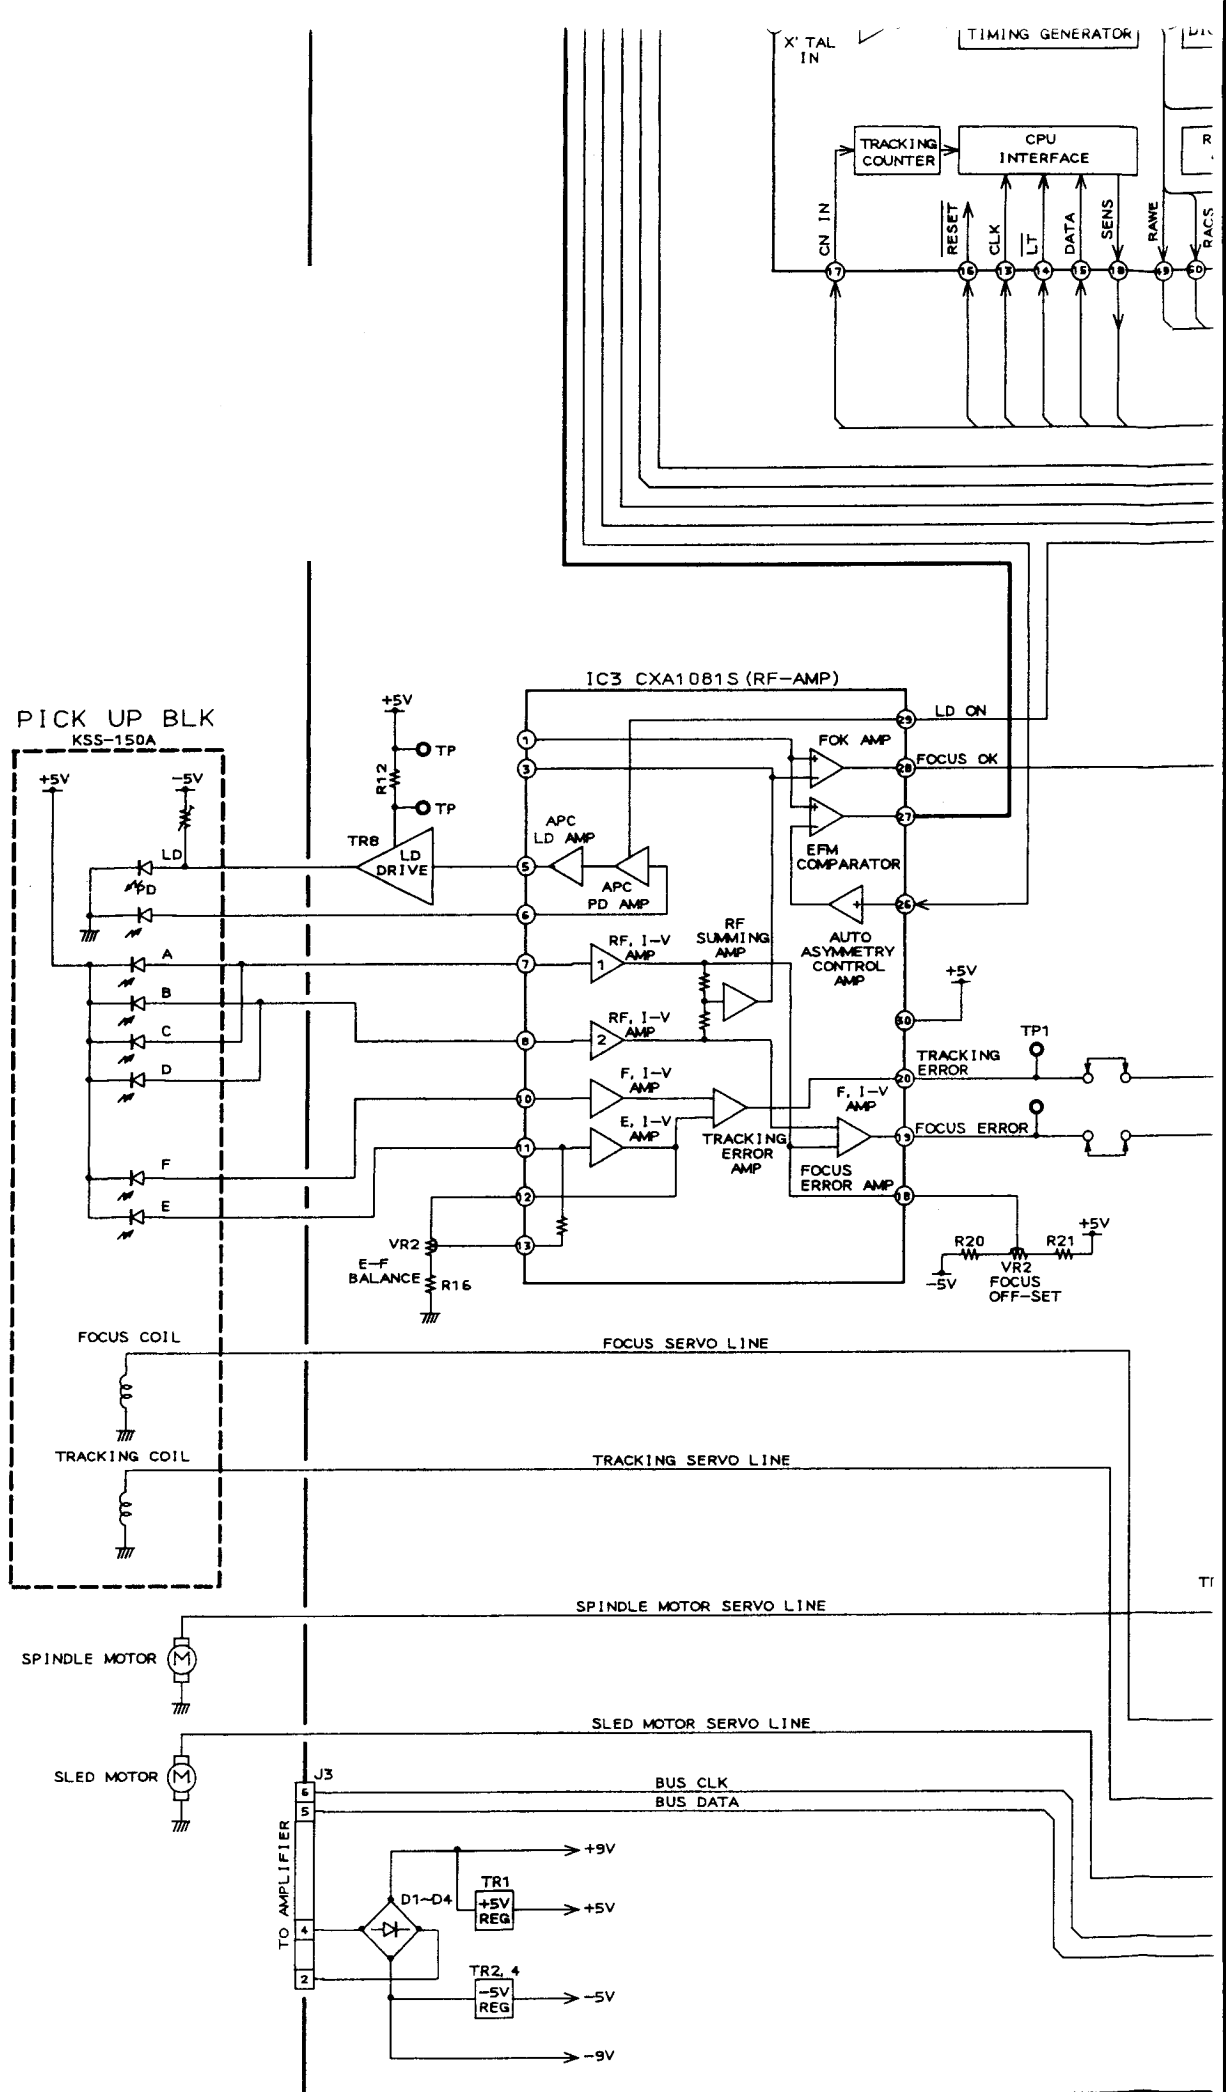 X' TAL
IN
TIMING GENERATOR
TRACKING
COUNTER
CPU
INTERFACE
CN IN
RESET
CLK
LT
DATA
SENS
RAWE
RACS
17
16
13
14
15
18
49
50
IC3 CXA1081S (RF-AMP)
PICK UP BLK
KSS-150A
+5V
-5V
LD
PD
A
B
C
D
F
E
+5V
TP
R12
TP
TR8
LD
DRIVE
1
3
5
6
7
8
10
11
12
13
APC
LD AMP
APC
PD AMP
FOK AMP
EFM
COMPARATOR
AUTO
ASYMMETRY
CONTROL
AMP
RF
SUMMING
AMP
RF, I-V
AMP
1
RF, I-V
AMP
2
F, I-V
AMP
E, I-V
AMP
TRACKING
ERROR
AMP
F, I-V
AMP
FOCUS
ERROR AMP
29
28
27
26
30
20
19
18
LD ON
FOCUS OK
+5V
TRACKING
ERROR
TP1
FOCUS ERROR
VR2
E-F
BALANCE
R16
R20
R21
+5V
-5V
VR2
FOCUS
OFF-SET
FOCUS COIL
FOCUS SERVO LINE
TRACKING COIL
TRACKING SERVO LINE
SPINDLE MOTOR SERVO LINE
SPINDLE MOTOR
M
SLED MOTOR SERVO LINE
SLED MOTOR
M
J3
6
5
4
2
TO AMPLIFIER
BUS CLK
BUS DATA
+9V
D1~D4
TR1
+5V
REG
+5V
TR2, 4
-5V
REG
-5V
-9V